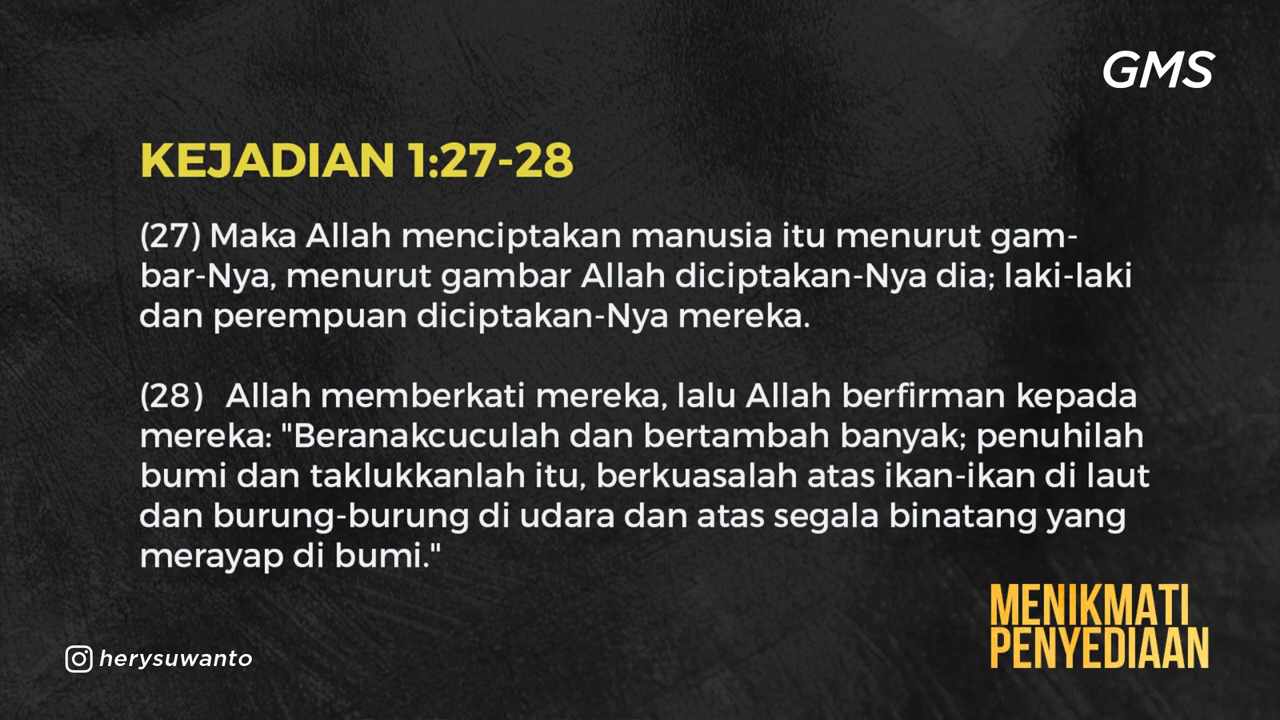 GMS
KEJADIAN 1:27-28
(27) Maka Allah menciptakan manusia itu menurut gam-
bar-Nya, menurut gambar Allah diciptakan-Nya dia; laki-laki
dan perempuan diciptakan-Nya mereka.
(28) Allah memberkati mereka, lalu Allah berfirman kepada
mereka: "Beranakcuculah dan bertambah banyak; penuhilah
bumi dan taklukkanlah itu, berkuasalah atas ikan-ikan di laut
dan burung-burung di udara dan atas segala binatang yang
merayap di bumi."
MENIKMATI
PENYEDIAAN
herysuwanto